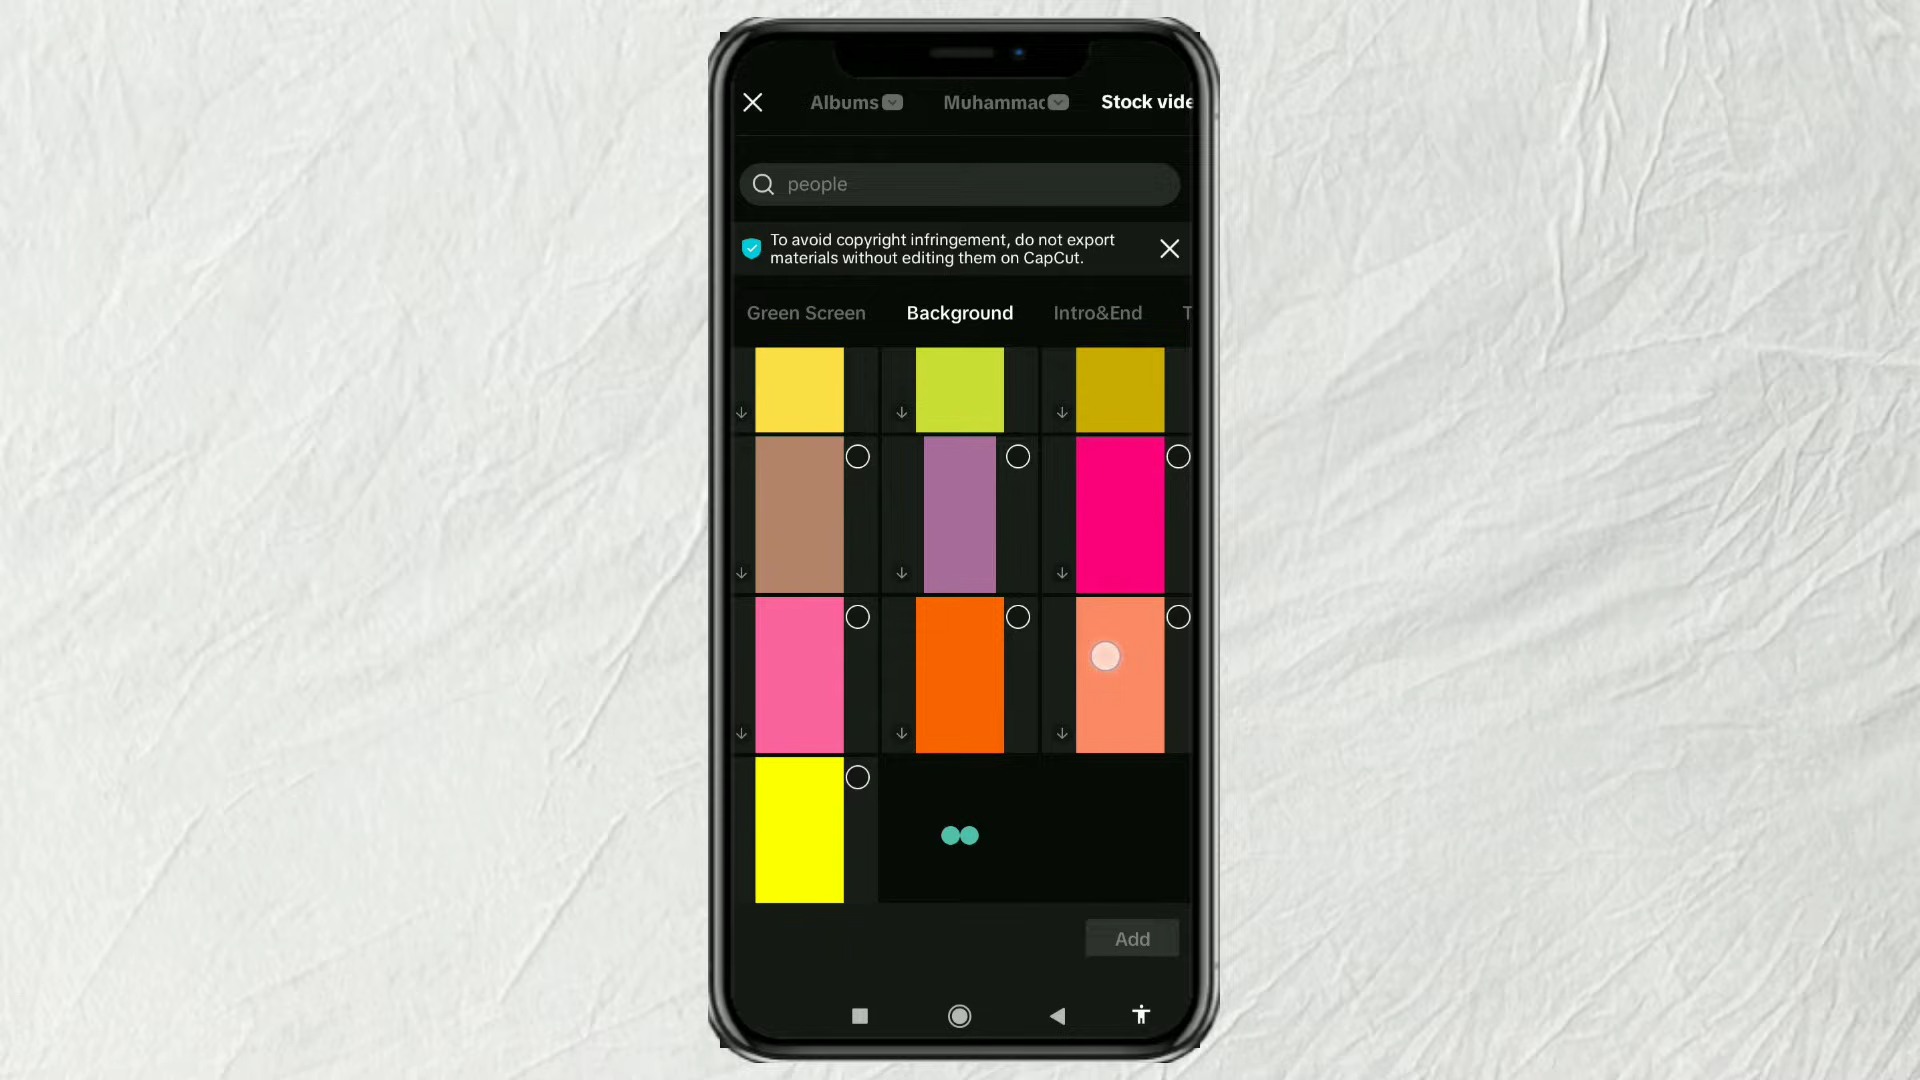 Albums
Muhammac
Stock vide
people
To avoid copyright infringement, do not export
materials without editing them on CapCut.
Green Screen
Background
Intro&End
T
Add